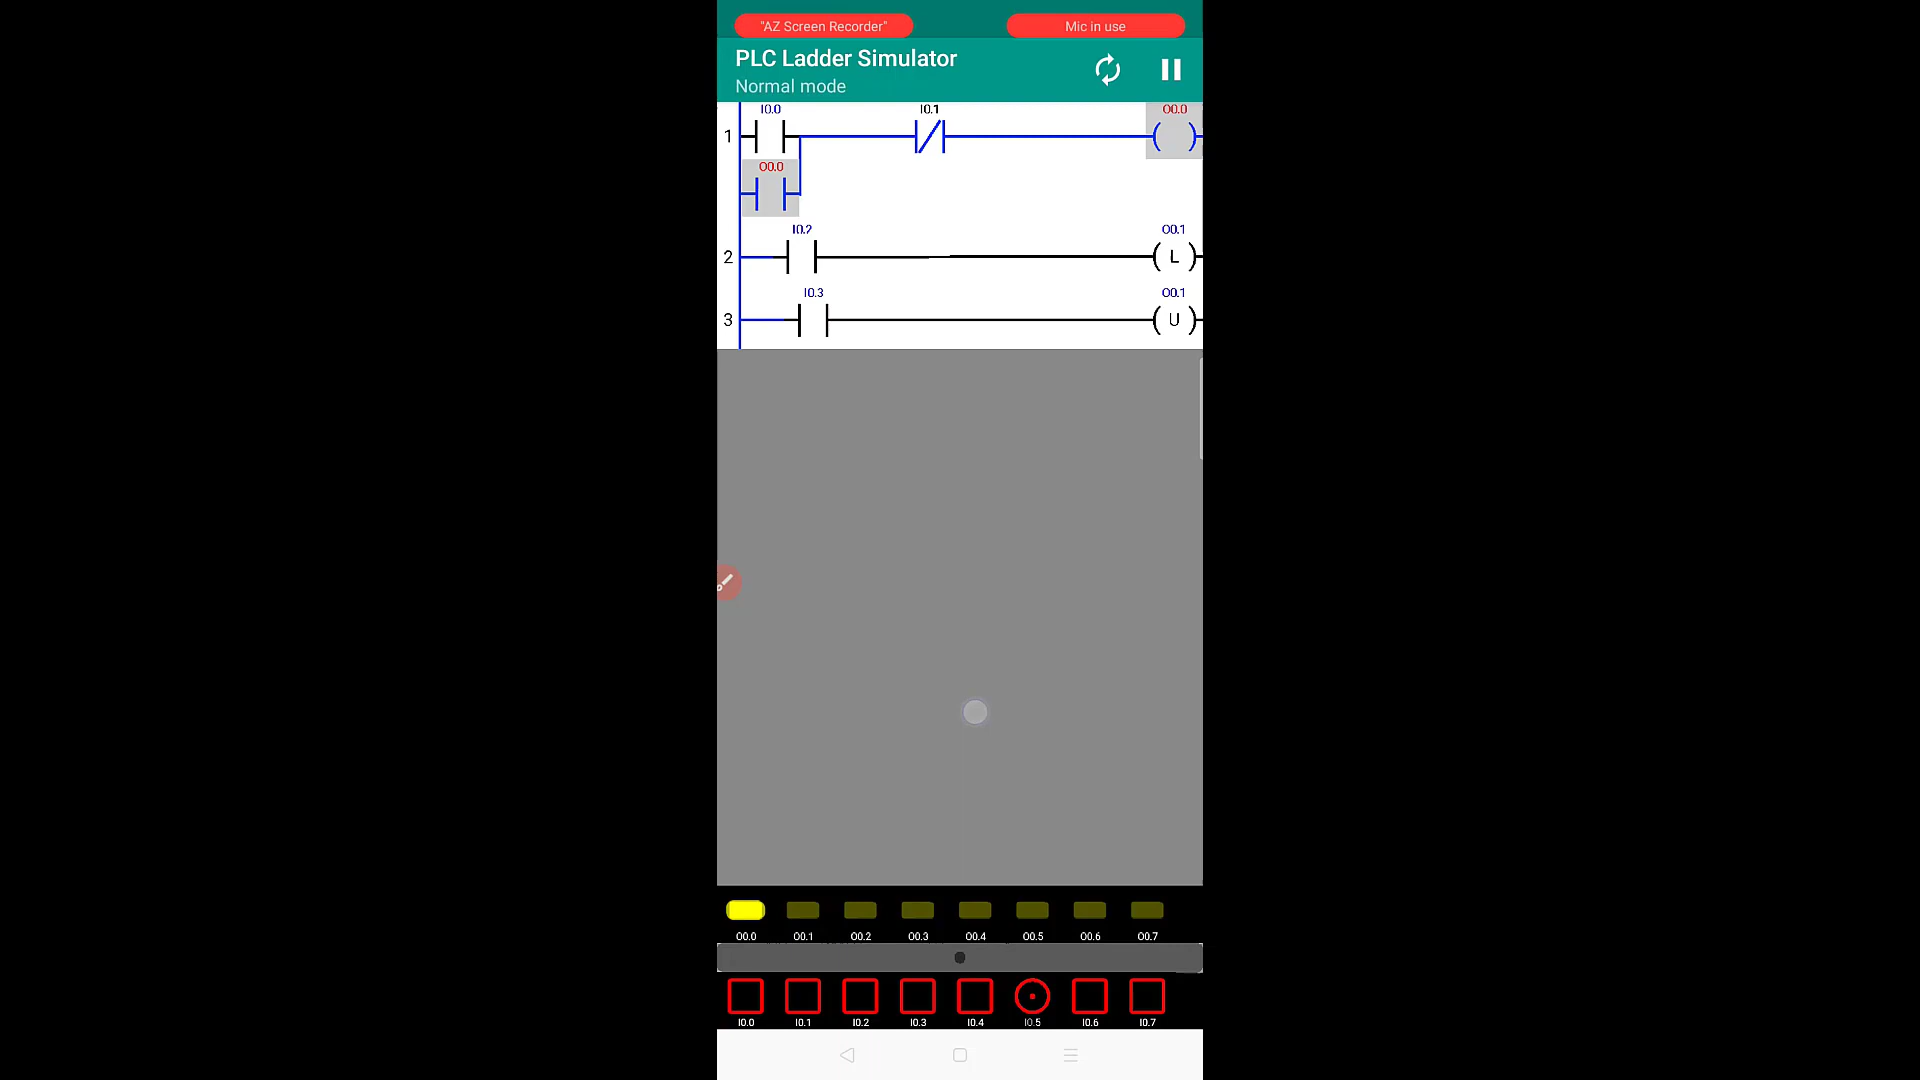 "AZ Screen Recorder" Mic in use
PLC Ladder Simulator
Normal mode
I0.0 I0.1 O0.0
1
O0.0
I0.2 O0.1
2 L
I0.3 O0.1
3 U
O0.0 O0.1 O0.2 O0.3 O0.4 O0.5 O0.6 O0.7
I0.0 I0.1 I0.2 I0.3 I0.4 I0.5 I0.6 I0.7